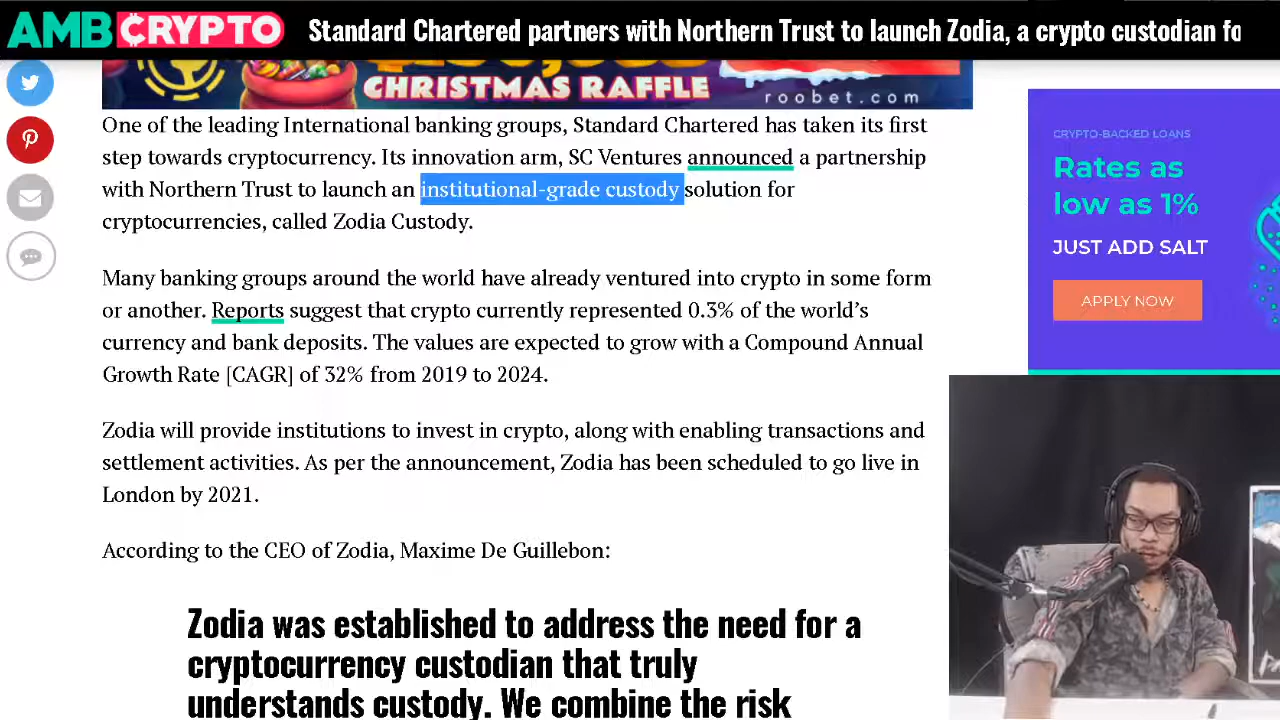 AMBCRYPTO
Standard Chartered partners with Northern Trust to launch Zodia, a crypto custodian fo
CHRISTMAS RAFFLE
roobet.com
One of the leading International banking groups, Standard Chartered has taken its first
step towards cryptocurrency. Its innovation arm, SC Ventures announced a partnership
with Northern Trust to launch an institutional-grade custody solution for
cryptocurrencies, called Zodia Custody.
Many banking groups around the world have already ventured into crypto in some form
or another. Reports suggest that crypto currently represented 0.3% of the world's
currency and bank deposits. The values are expected to grow with a Compound Annual
Growth Rate [CAGR] of 32% from 2019 to 2024.
Zodia will provide institutions to invest in crypto, along with enabling transactions and
settlement activities. As per the announcement, Zodia has been scheduled to go live in
London by 2021.
According to the CEO of Zodia, Maxime De Guillebon:
Zodia was established to address the need for a
cryptocurrency custodian that truly
understands custody. We combine the risk
CRYPTO-BACKED LOANS
Rates as
low as 1%
JUST ADD SALT
APPLY NOW